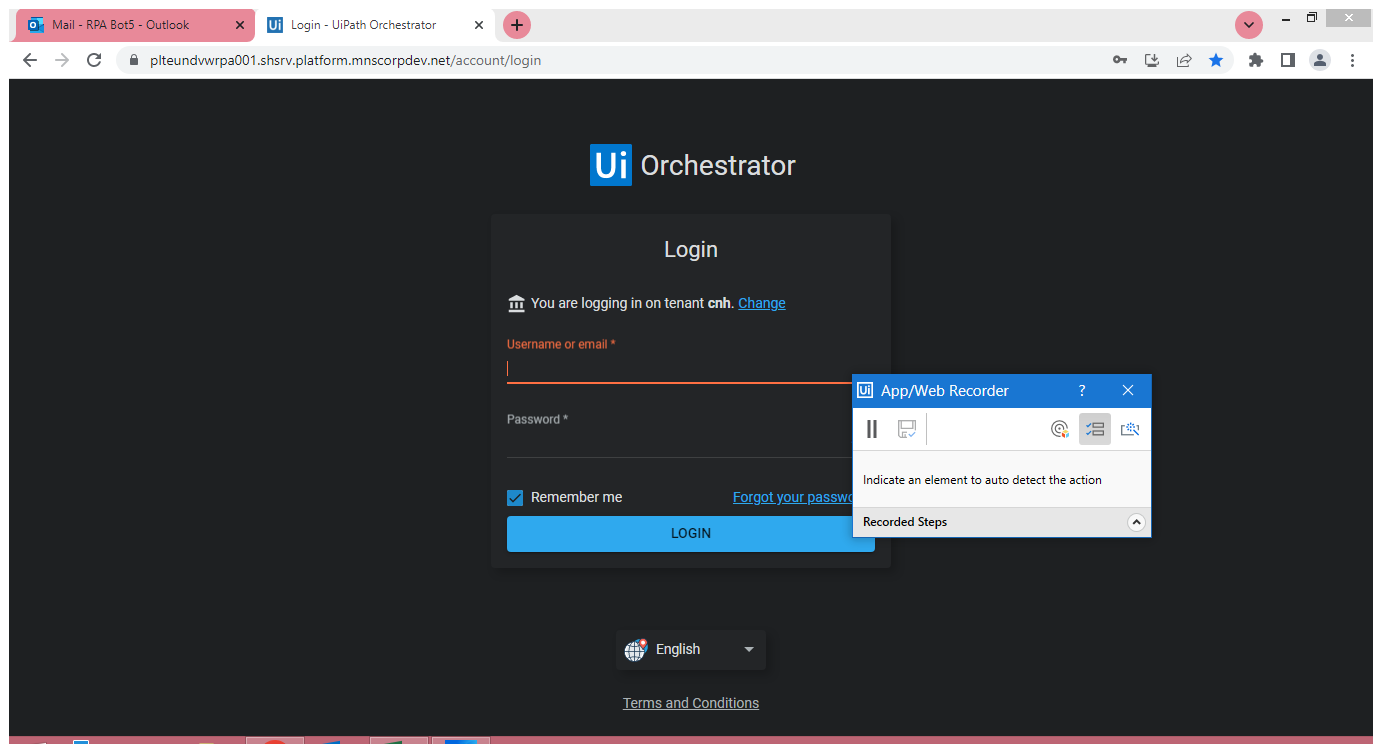 Mail - RPA Bot5 - Outlook
Ui Login - UiPath Orchestrator
plteundvwrpa001.shsrv.platform.mnscorpdev.net/account/login
Ui Orchestrator
Login
You are logging in on tenant cnh. Change
Username or email *
Password *
Remember me
Forgot your passwo
LOGIN
Ui App/Web Recorder ?
Indicate an element to auto detect the action
Recorded Steps
English
Terms and Conditions